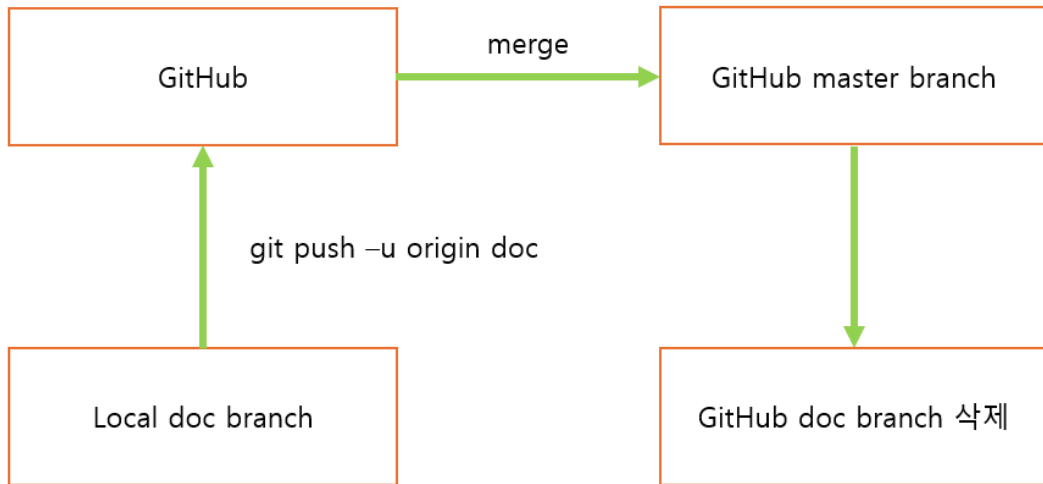 merge
GitHub
GitHub master branch
git push –u origin doc
Local doc branch
GitHub doc branch 삭제